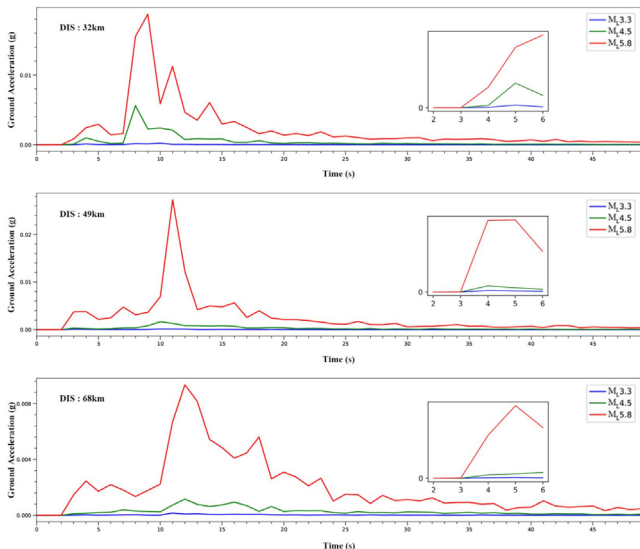 DIS : 32km
Ground Acceleration (g)
0.01
0.00
0
2 3 4 5 6
M_L3.3
M_L4.5
M_L5.8
0 5 10 15 20 25 30 35 40 45
Time (s)
DIS : 49km
Ground Acceleration (g)
0.02
0.00
0
2 3 4 5 6
M_L3.3
M_L4.5
M_L5.8
0 5 10 15 20 25 30 35 40 45
Time (s)
DIS : 68km
Ground Acceleration (g)
0.008
0.004
0.000
0
2 3 4 5 6
M_L3.3
M_L4.5
M_L5.8
0 5 10 15 20 25 30 35 40 45
Time (s)